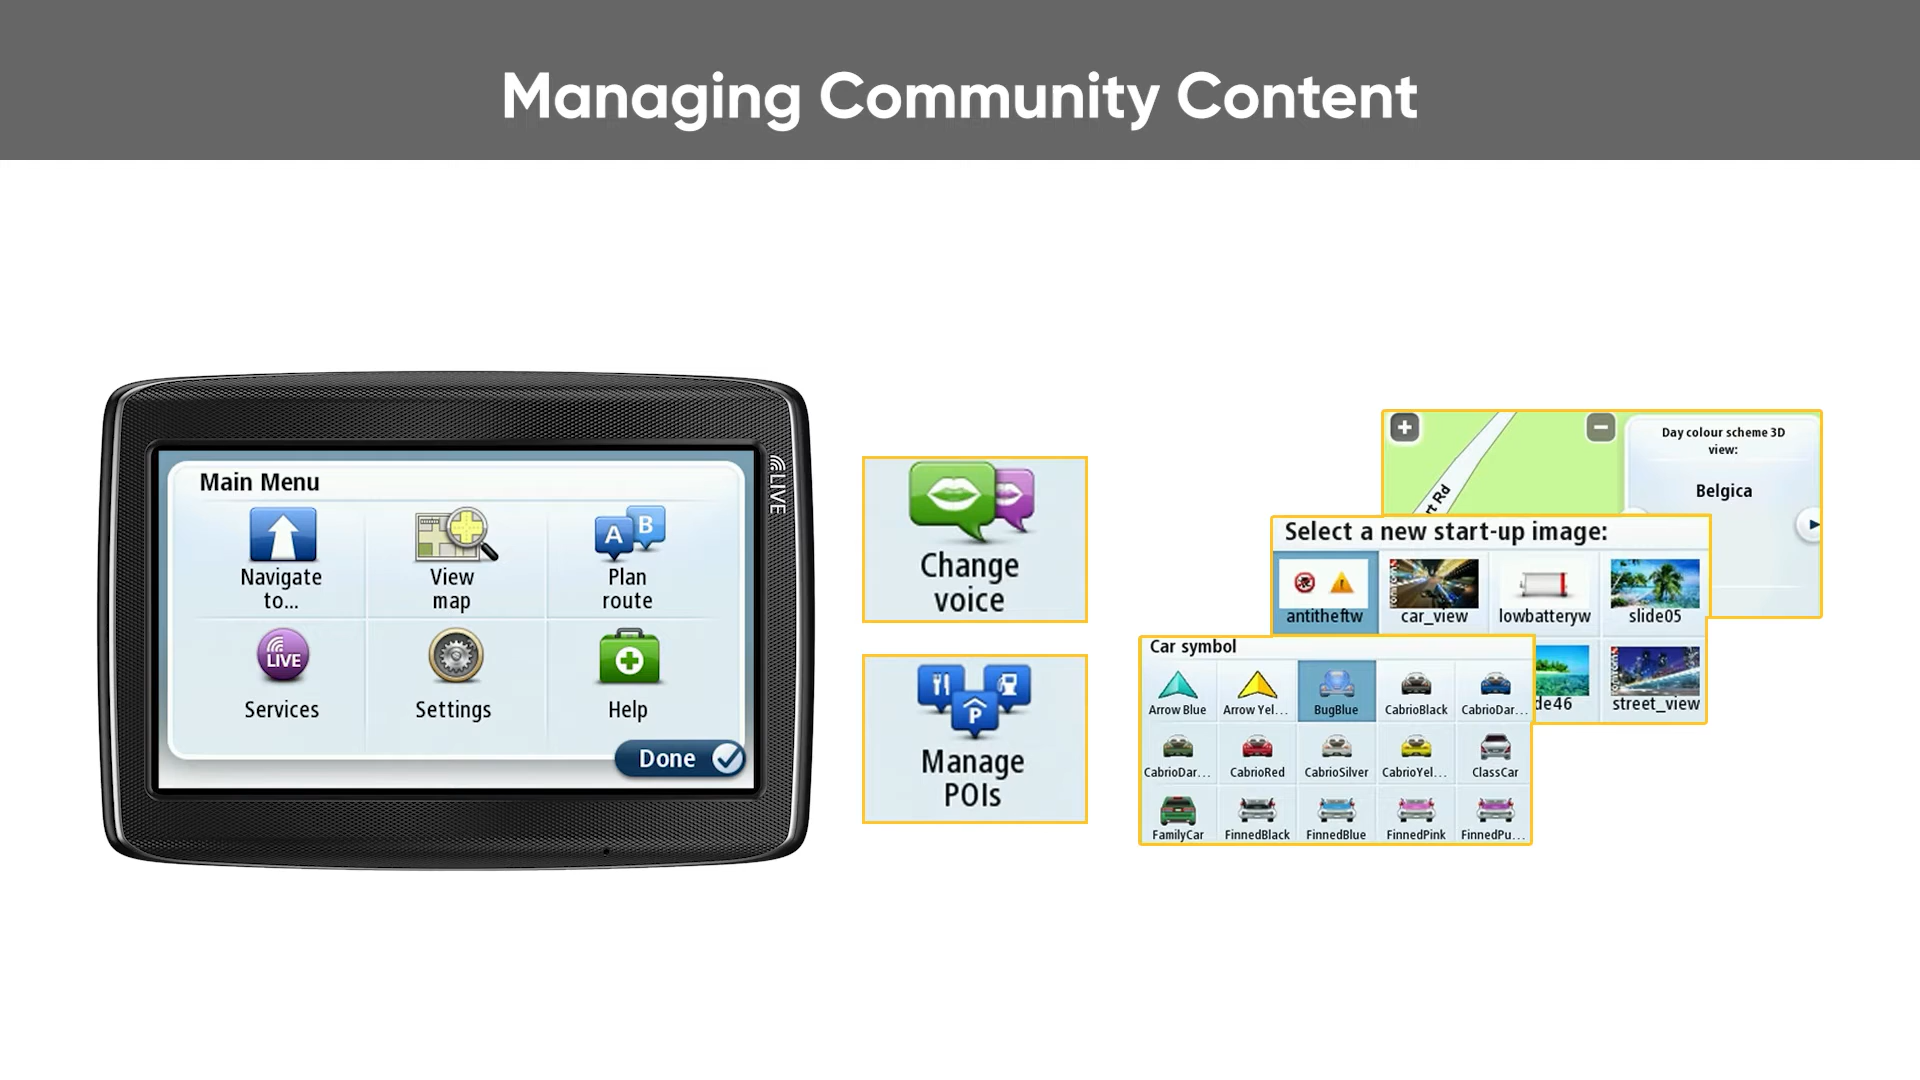 Managing Community Content
LIVE
Main Menu
Navigate
to...
View
map
A
B
Plan
route
LIVE
Services
Settings
Help
Done
Change
voice
P
Manage
POIs
Day colour scheme 3D
view:
Belgica
rt Rd
Select a new start-up image:
antitheftw
car_view
lowbatteryw
slide05
de46
street_view
Car symbol
Arrow Blue
Arrow Yel...
BugBlue
CabrioBlack
CabrioDar...
CabrioDar...
CabrioRed
CabrioSilver
CabrioYel...
ClassCar
FamilyCar
FinnedBlack
FinnedBlue
FinnedPink
FinnedPu...